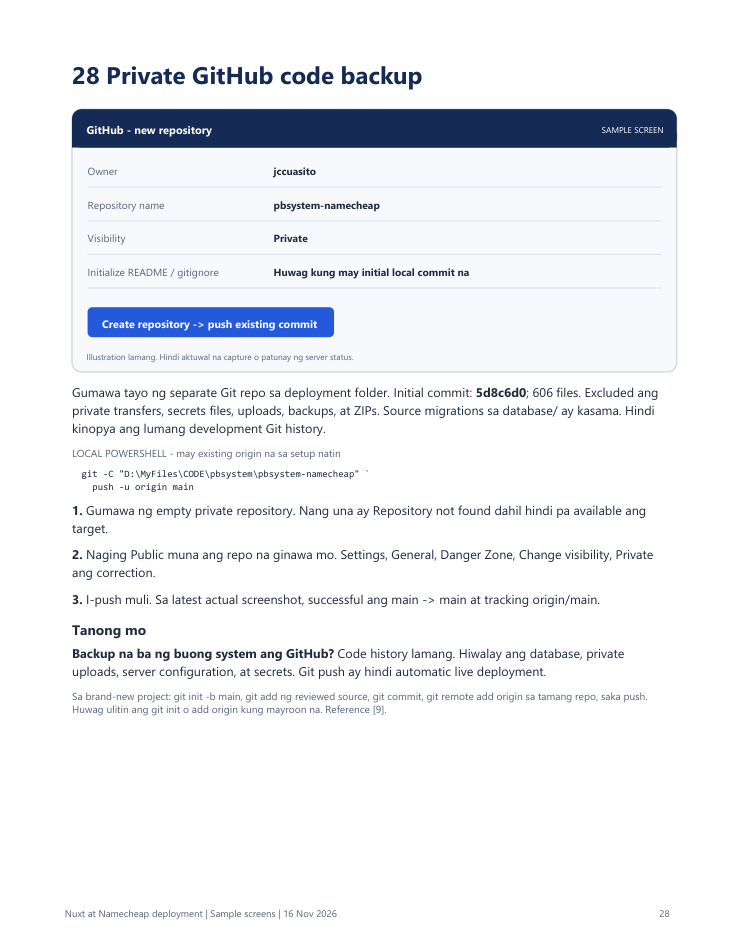 28 Private GitHub code backup
GitHub - new repository
SAMPLE SCREEN
Owner
jccuasito
Repository name
pbsystem-namecheap
Visibility
Private
Initialize README / gitignore
Huwag kung may initial local commit na
Create repository -> push existing commit
Illustration lamang. Hindi aktuwal na capture o patunay ng server status.
Gumawa tayo ng separate Git repo sa deployment folder. Initial commit: 5d8c6d0; 606 files. Excluded ang
private transfers, secrets files, uploads, backups, at ZIPs. Source migrations sa database/ ay kasama. Hindi
kinopya ang lumang development Git history.
LOCAL POWERSHELL - may existing origin na sa setup natin
git -C "D:\MyFiles\CODE\pbsystem\pbsystem-namecheap" `
push -u origin main
1. Gumawa ng empty private repository. Nang una ay Repository not found dahil hindi pa available ang
target.
2. Naging Public muna ang repo na ginawa mo. Settings, General, Danger Zone, Change visibility, Private
ang correction.
3. I-push muli. Sa latest actual screenshot, successful ang main -> main at tracking origin/main.
Tanong mo
Backup na ba ng buong system ang GitHub? Code history lamang. Hiwalay ang database, private
uploads, server configuration, at secrets. Git push ay hindi automatic live deployment.
Sa brand-new project: git init -b main, git add ng reviewed source, git commit, git remote add origin sa tamang repo, saka push.
Huwag ulitin ang git init o add origin kung mayroon na. Reference [9].
Nuxt at Namecheap deployment | Sample screens | 16 Nov 2026
28